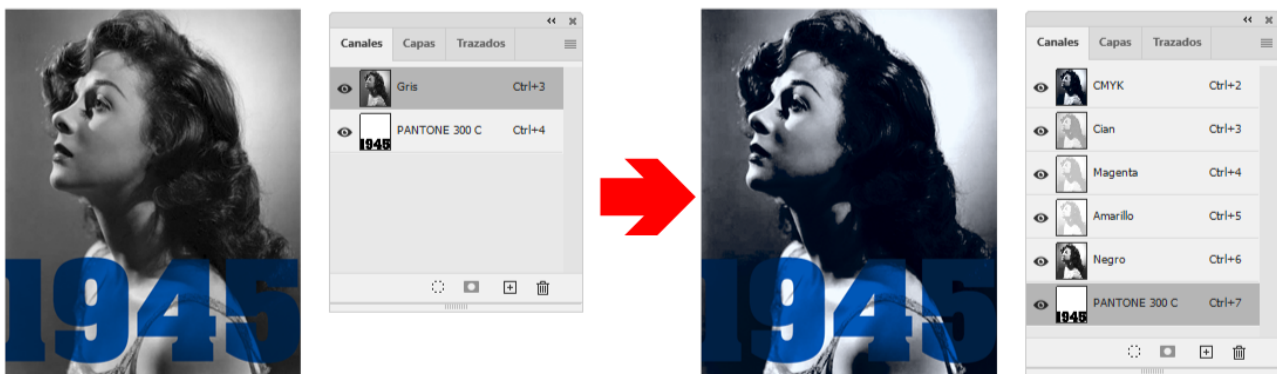 1945
Canales Capas Trazados
Gris Ctrl+3
PANTONE 300 C Ctrl+4
1945
1945
Canales Capas Trazados
CMYK Ctrl+2
Cian Ctrl+3
Magenta Ctrl+4
Amarillo Ctrl+5
Negro Ctrl+6
PANTONE 300 C Ctrl+7
1945